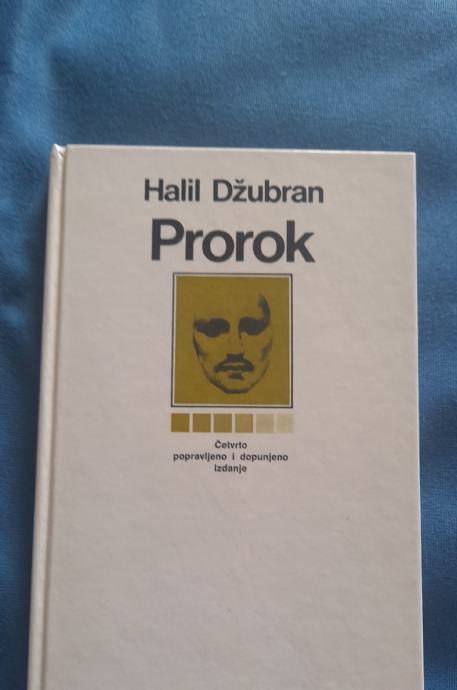 Halil Džubran
Prorok
Četvrto
popravljeno i dopunjeno
izdanje